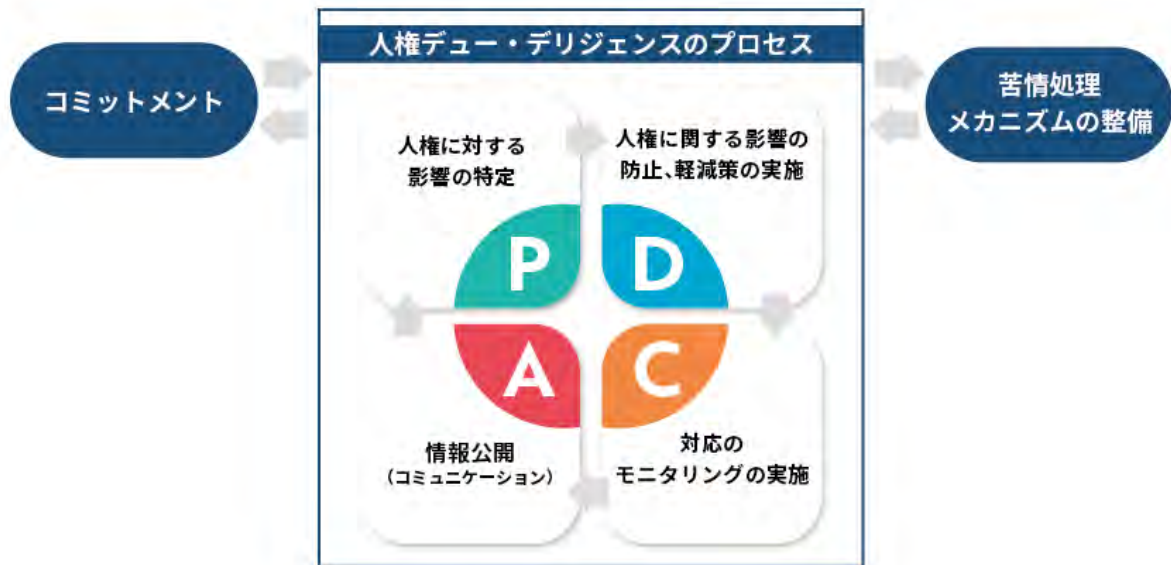 人権デュー・デリジェンスのプロセス
コミットメント
苦情処理
メカニズムの整備
人権に対する
影響の特定
人権に関する影響の
防止、軽減策の実施
P
D
A
C
情報公開
（コミュニケーション）
対応の
モニタリングの実施